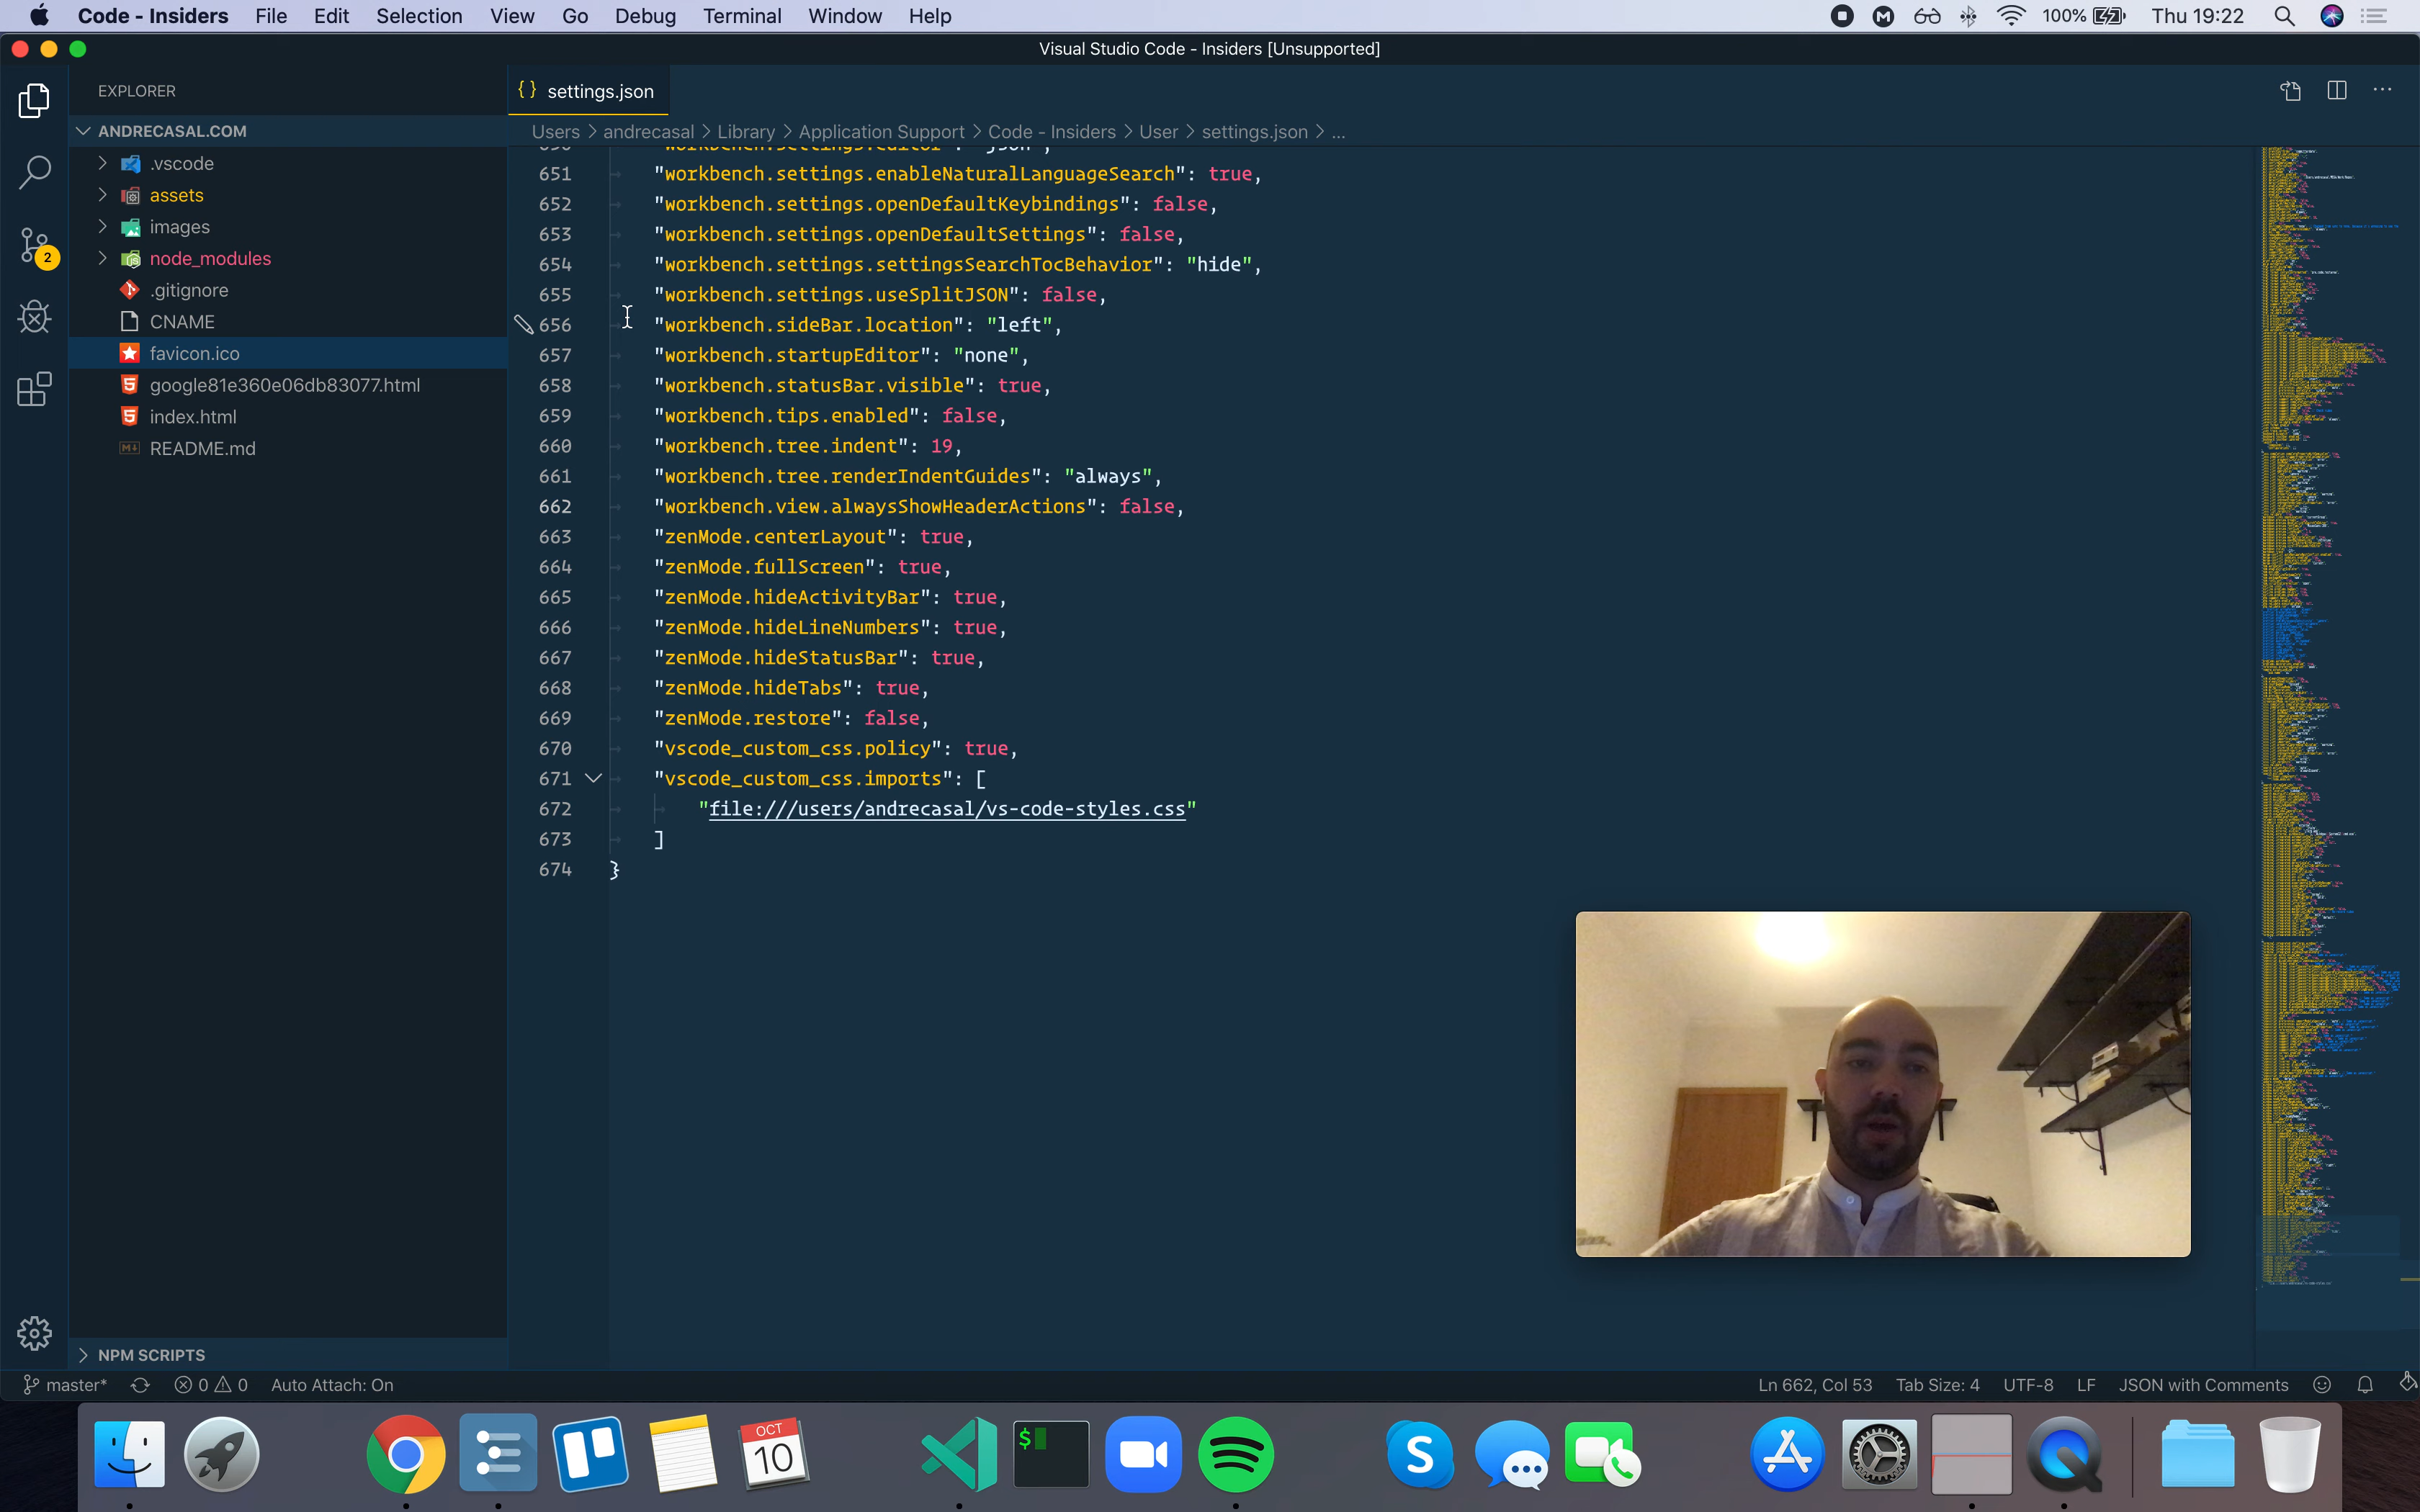 Code - Insiders File Edit Selection View Go Debug Terminal Window Help 100% Thu 19:22
Visual Studio Code - Insiders [Unsupported]
EXPLORER
ANDRECASAL.COM
.vscode
assets
images
node_modules
.gitignore
CNAME
favicon.ico
google81e360e06db83077.html
index.html
README.md
NPM SCRIPTS
2
{ } settings.json
Users > andrecasal > Library > Application Support > Code - Insiders > User > settings.json > ...
650 "workbench.settings.editor": "json",
651 "workbench.settings.enableNaturalLanguageSearch": true,
652 "workbench.settings.openDefaultKeybindings": false,
653 "workbench.settings.openDefaultSettings": false,
654 "workbench.settings.settingsSearchTocBehavior": "hide",
655 "workbench.settings.useSplitJSON": false,
656 "workbench.sideBar.location": "left",
657 "workbench.startupEditor": "none",
658 "workbench.statusBar.visible": true,
659 "workbench.tips.enabled": false,
660 "workbench.tree.indent": 19,
661 "workbench.tree.renderIndentGuides": "always",
662 "workbench.view.alwaysShowHeaderActions": false,
663 "zenMode.centerLayout": true,
664 "zenMode.fullScreen": true,
665 "zenMode.hideActivityBar": true,
666 "zenMode.hideLineNumbers": true,
667 "zenMode.hideStatusBar": true,
668 "zenMode.hideTabs": true,
669 "zenMode.restore": false,
670 "vscode_custom_css.policy": true,
671 "vscode_custom_css.imports": [
672 "file:///users/andrecasal/vs-code-styles.css"
673 ]
674 }
master* 0 0 Auto Attach: On Ln 662, Col 53 Tab Size: 4 UTF-8 LF JSON with Comments
OCT
10
$
S